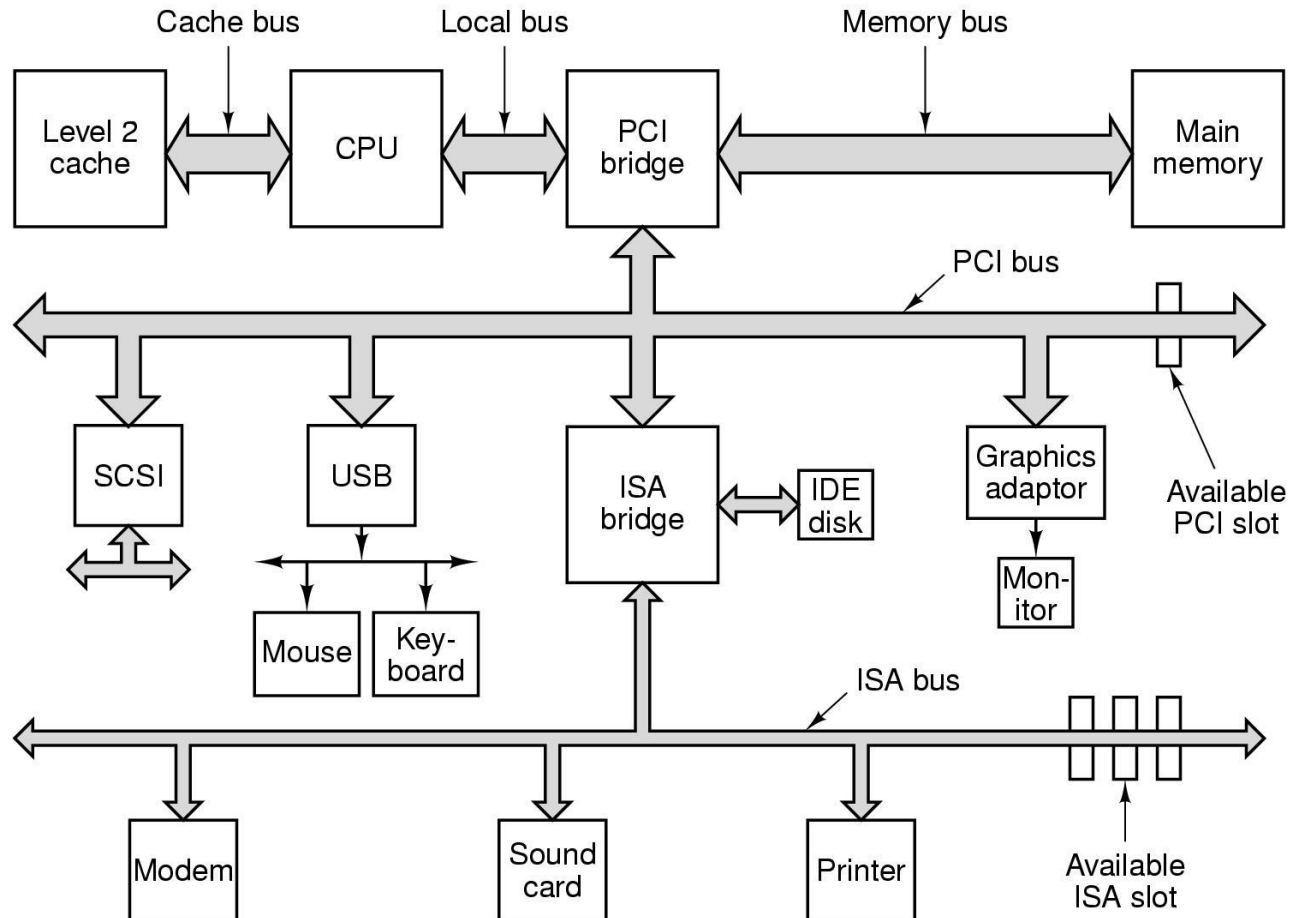 Cache bus
Local bus
Memory bus
Level 2
cache
CPU
PCI
bridge
Main
memory
PCI bus
SCSI
USB
ISA
bridge
IDE
disk
Graphics
adaptor
Available
PCI slot
Mon-
itor
Mouse
Key-
board
ISA bus
Modem
Sound
card
Printer
Available
ISA slot